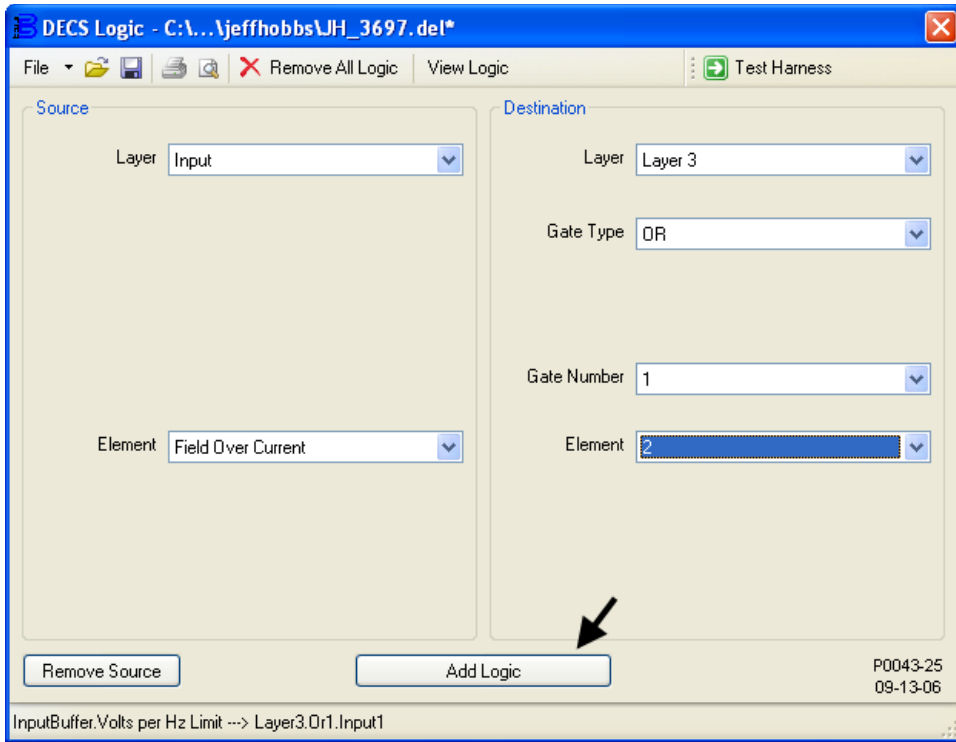 DECS Logic - C:\...\jeffhobbs\JH_3697.del*
File Remove All Logic View Logic Test Harness
Source
Layer Input
Element Field Over Current
Destination
Layer Layer 3
Gate Type OR
Gate Number 1
Element 2
Remove Source Add Logic
P0043-25
09-13-06
InputBuffer.Volts per Hz Limit ---> Layer3.Or1.Input1